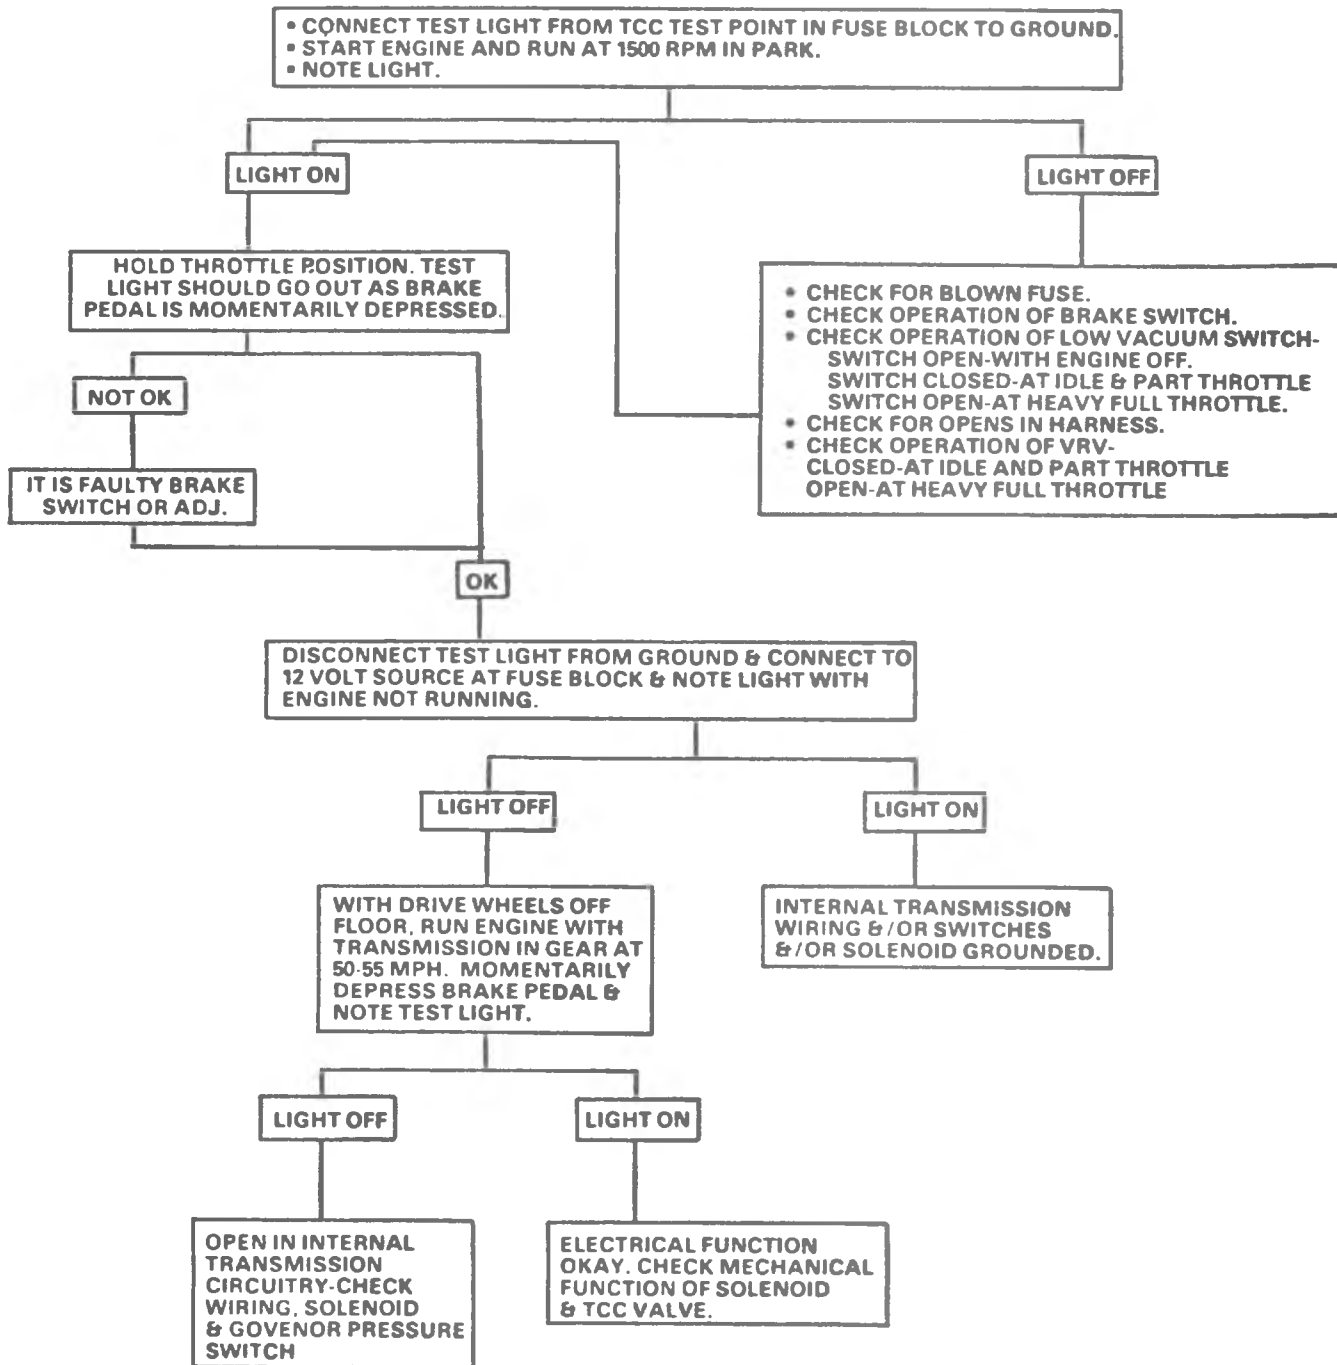 • CONNECT TEST LIGHT FROM TCC TEST POINT IN FUSE BLOCK TO GROUND.
• START ENGINE AND RUN AT 1500 RPM IN PARK.
• NOTE LIGHT.
LIGHT ON
LIGHT OFF
HOLD THROTTLE POSITION. TEST
LIGHT SHOULD GO OUT AS BRAKE
PEDAL IS MOMENTARILY DEPRESSED.
• CHECK FOR BLOWN FUSE.
• CHECK OPERATION OF BRAKE SWITCH.
• CHECK OPERATION OF LOW VACUUM SWITCH-
SWITCH OPEN-WITH ENGINE OFF.
SWITCH CLOSED-AT IDLE & PART THROTTLE
SWITCH OPEN-AT HEAVY FULL THROTTLE.
• CHECK FOR OPENS IN HARNESS.
• CHECK OPERATION OF VRV-
CLOSED-AT IDLE AND PART THROTTLE
OPEN-AT HEAVY FULL THROTTLE
NOT OK
IT IS FAULTY BRAKE
SWITCH OR ADJ.
OK
DISCONNECT TEST LIGHT FROM GROUND & CONNECT TO
12 VOLT SOURCE AT FUSE BLOCK & NOTE LIGHT WITH
ENGINE NOT RUNNING.
LIGHT OFF
LIGHT ON
WITH DRIVE WHEELS OFF
FLOOR, RUN ENGINE WITH
TRANSMISSION IN GEAR AT
50-55 MPH. MOMENTARILY
DEPRESS BRAKE PEDAL &
NOTE TEST LIGHT.
INTERNAL TRANSMISSION
WIRING &/OR SWITCHES
&/OR SOLENOID GROUNDED.
LIGHT OFF
LIGHT ON
OPEN IN INTERNAL
TRANSMISSION
CIRCUITRY-CHECK
WIRING, SOLENOID
& GOVENOR PRESSURE
SWITCH
ELECTRICAL FUNCTION
OKAY. CHECK MECHANICAL
FUNCTION OF SOLENOID
& TCC VALVE.